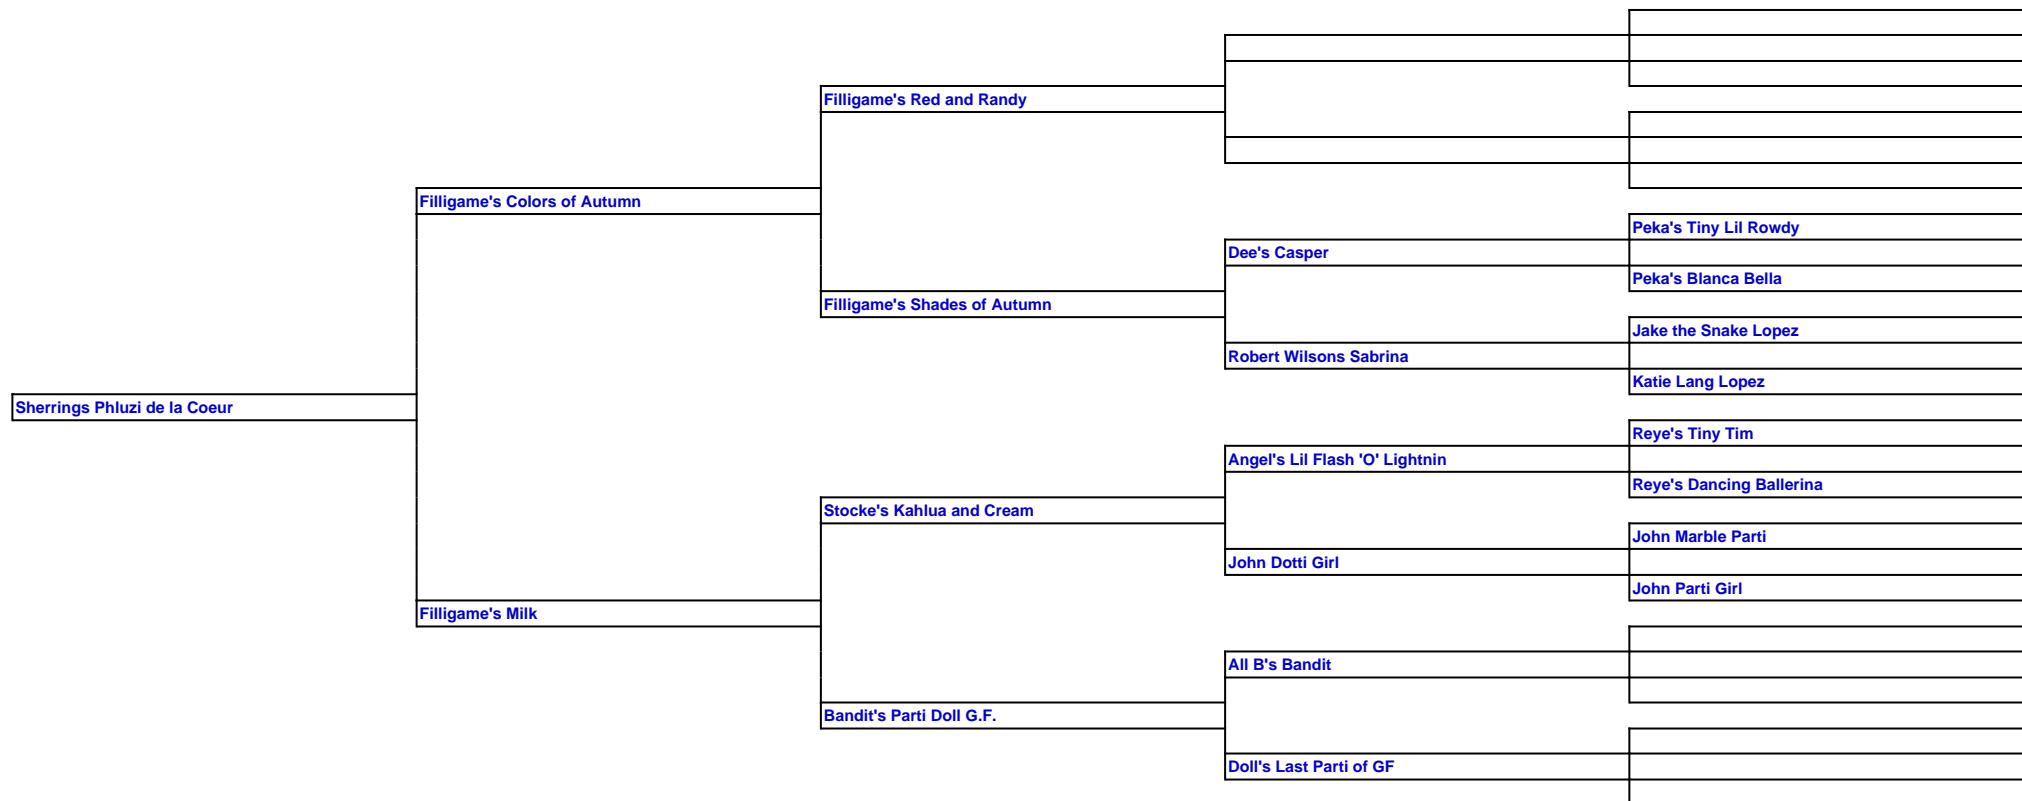 Filligame's Red and Randy
Filligame's Colors of Autumn
Peka's Tiny Lil Rowdy
Dee's Casper
Peka's Blanca Bella
Filligame's Shades of Autumn
Jake the Snake Lopez
Robert Wilsons Sabrina
Katie Lang Lopez
Sherrings Phluzi de la Coeur
Reye's Tiny Tim
Angel's Lil Flash 'O' Lightnin
Reye's Dancing Ballerina
Stocke's Kahlua and Cream
John Marble Parti
John Dotti Girl
John Parti Girl
Filligame's Milk
All B's Bandit
Bandit's Parti Doll G.F.
Doll's Last Parti of GF